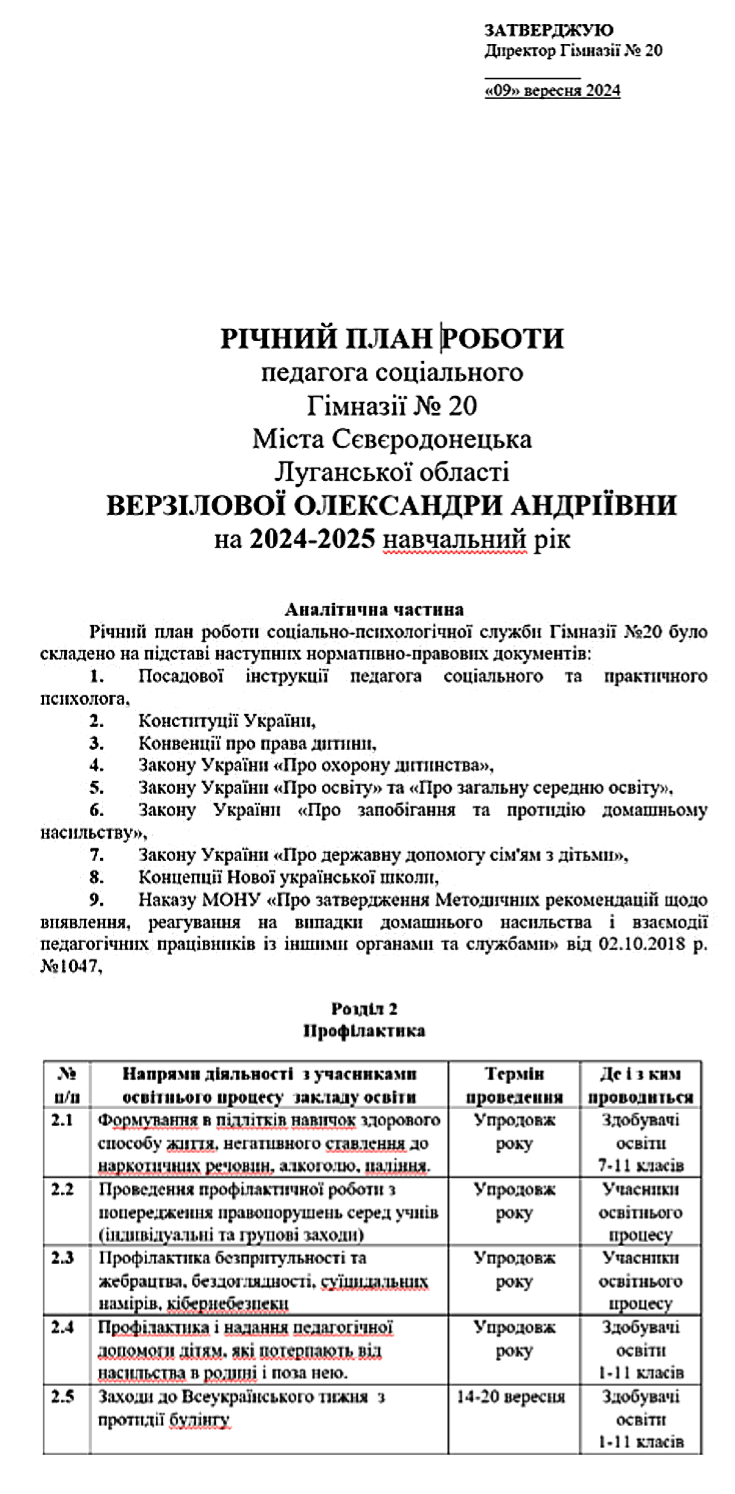 ЗАТВЕРДЖУЮ
Директор Гімназії № 20
____________
«09» вересня 2024
РІЧНИЙ ПЛАН РОБОТИ
педагога соціального
Гімназії № 20
Міста Сєвєродонецька
Луганської області
ВЕРЗІЛОВОЇ ОЛЕКСАНДРИ АНДРІЇВНИ
на 2024-2025 навчальний рік
Аналітична частина
Річний план роботи соціально-психологічної служби Гімназії №20 було
складено на підставі наступних нормативно-правових документів:
1. Посадової інструкції педагога соціального та практичного
психолога,
2. Конституції України,
3. Конвенції про права дитини,
4. Закону України «Про охорону дитинства»,
5. Закону України «Про освіту» та «Про загальну середню освіту»,
6. Закону України «Про запобігання та протидію домашньому
насильству»,
7. Закону України «Про державну допомогу сім'ям з дітьми»,
8. Концепції Нової української школи,
9. Наказу МОНУ «Про затвердження Методичних рекомендацій щодо
виявлення, реагування на випадки домашнього насильства і взаємодії
педагогічних працівників із іншими органами та службами» від 02.10.2018 р.
№1047,
Розділ 2
Профілактика
№ Напрями діяльності з учасниками Термін Де і з ким
п/п освітнього процесу закладу освіти проведення проводиться
2.1 Формування в підлітків навичок здорового Упродовж Здобувачі
способу життя, негативного ставлення до року освіти
наркотичних речовин, алкоголю, паління. 7-11 класів
2.2 Проведення профілактичної роботи з Упродовж Учасники
попередження правопорушень серед учнів року освітнього
(індивідуальні та групові заходи) процесу
2.3 Профілактика безпритульності та Упродовж Учасники
жебрацтва, бездоглядності, суїцидальних року освітнього
намірів, кібернебезпеки процесу
2.4 Профілактика і надання педагогічної Упродовж Здобувачі
допомоги дітям, які потерпають від року освіти
насильства в родині і поза нею. 1-11 класів
2.5 Заходи до Всеукраїнського тижня з 14-20 вересня Здобувачі
протидії булінгу освіти
1-11 класів